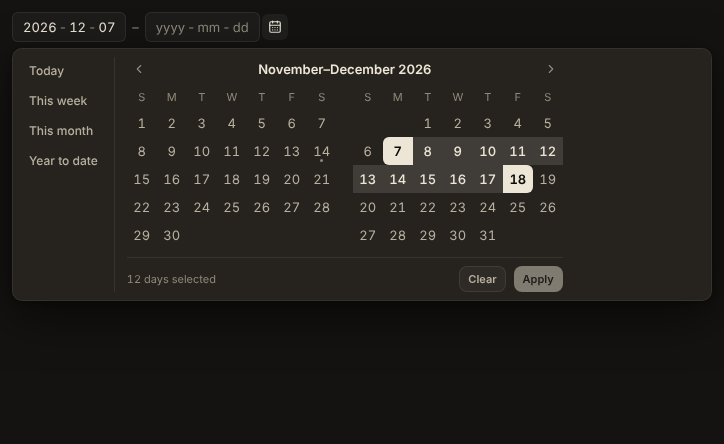 2026 - 12 - 07 – yyyy - mm - dd
Today
This week
This month
Year to date
November–December 2026
S M T W T F S
1 2 3 4 5 6 7
8 9 10 11 12 13 14
15 16 17 18 19 20 21
22 23 24 25 26 27 28
29 30
S M T W T F S
1 2 3 4 5
6 7 8 9 10 11 12
13 14 15 16 17 18 19
20 21 22 23 24 25 26
27 28 29 30 31
12 days selected
Clear Apply